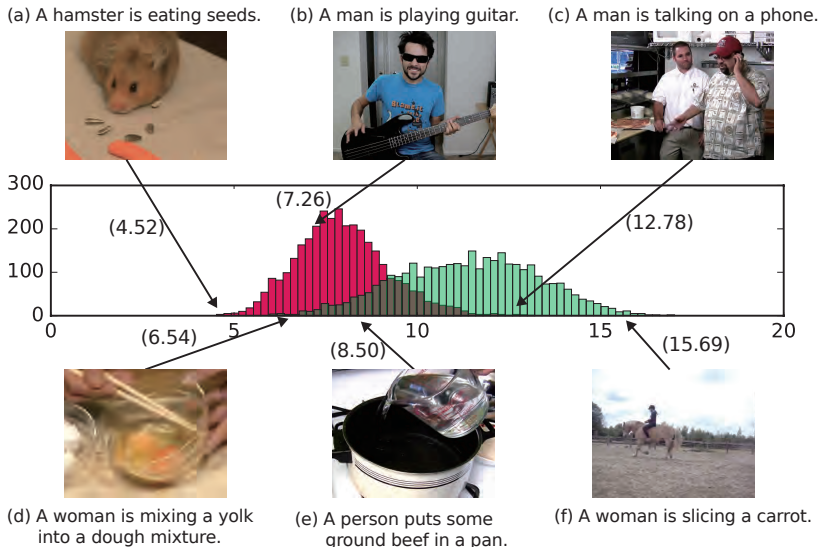 (a) A hamster is eating seeds.
(b) A man is playing guitar.
(c) A man is talking on a phone.
300
200
100
0
(4.52)
(7.26)
(12.78)
0
5
10
15
20
(6.54)
(8.50)
(15.69)
(d) A woman is mixing a yolk
into a dough mixture.
(e) A person puts some
ground beef in a pan.
(f) A woman is slicing a carrot.